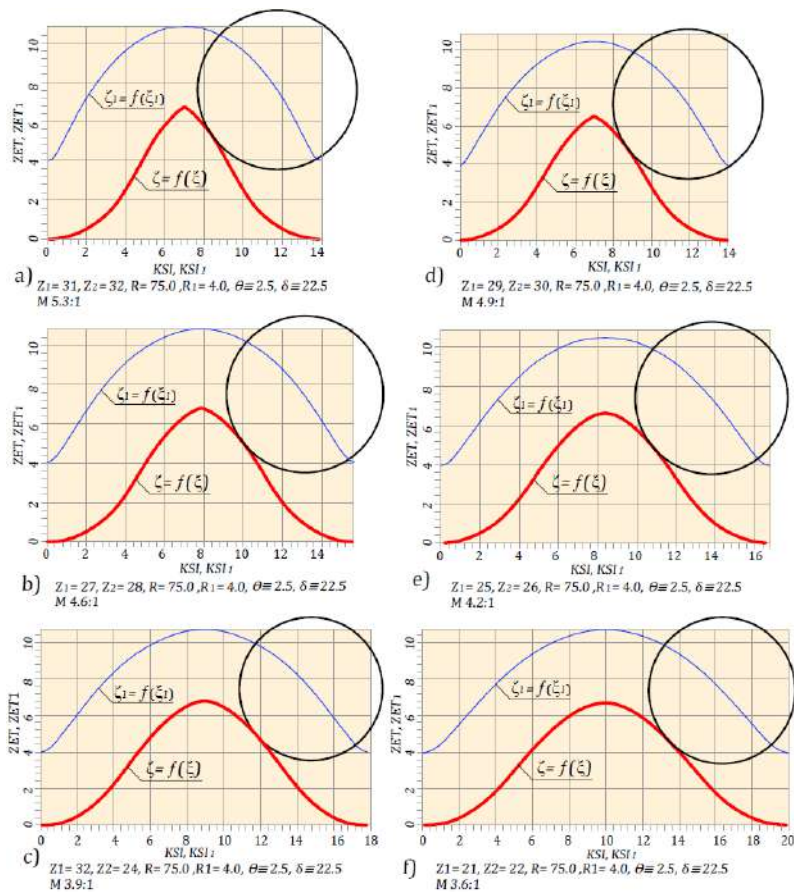 ZET, ZET1
10
8
6
4
2
0
ζ1= f(ξ1)
ζ= f(ξ)
0 2 4 6 8 10 12 14
KSI, KSI1
a)
Z1= 31, Z2= 32, R= 75.0 ,R1= 4.0, θ≡ 2.5, δ≡22.5
M 5.3:1
ZET, ZET1
10
8
6
4
2
0
ζ1= f(ξ1)
ζ= f(ξ)
0 2 4 6 8 10 12 14
KSI, KSI1
d)
Z1= 29, Z2= 30, R= 75.0 ,R1= 4.0, θ≡ 2.5, δ≡22.5
M 4.9:1
ZET, ZET1
10
8
6
4
2
0
ζ1= f(ξ1)
ζ= f(ξ)
0 2 4 6 8 10 12 14
KSI, KSI1
b)
Z1= 27, Z2= 28, R= 75.0 ,R1= 4.0, θ≡ 2.5, δ≡22.5
M 4.6:1
ZET, ZET1
10
8
6
4
2
0
ζ1= f(ξ1)
ζ= f(ξ)
0 2 4 6 8 10 12 14 16
KSI, KSI1
e)
Z1= 25, Z2= 26, R= 75.0 ,R1= 4.0, θ≡ 2.5, δ≡22.5
M 4.2:1
ZET, ZET1
10
8
6
4
2
0
ζ1= f(ξ1)
ζ= f(ξ)
0 2 4 6 8 10 12 14 16 18
KSI, KSI1
c)
Z1= 32, Z2= 24, R= 75.0 ,R1= 4.0, θ≡ 2.5, δ≡22.5
M 3.9:1
ZET, ZET1
10
8
6
4
2
0
ζ1= f(ξ1)
ζ= f(ξ)
0 2 4 6 8 10 12 14 16 18 20
KSI, KSI1
f)
Z1= 21, Z2= 22, R= 75.0 ,R1= 4.0, θ≡ 2.5, δ≡22.5
M 3.6:1